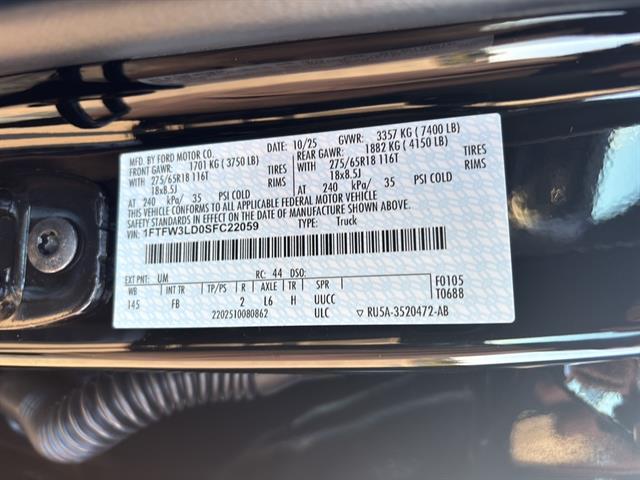 MFD. BY FORD MOTOR CO.
DATE: 10/25 GVWR: 3357 KG ( 7400 LB)
FRONT GAWR: 1701 KG ( 3750 LB) REAR GAWR: 1882 KG ( 4150 LB)
WITH 275/65R18 116T TIRES WITH 275/65R18 116T TIRES
18x8.5J RIMS 18x8.5J RIMS
AT 240 kPa/ 35 PSI COLD AT 240 kPa/ 35 PSI COLD
THIS VEHICLE CONFORMS TO ALL APPLICABLE FEDERAL MOTOR VEHICLE
SAFETY STANDARDS IN EFFECT ON THE DATE OF MANUFACTURE SHOWN ABOVE.
VIN: 1FTFW3LD0SFC22059 TYPE: Truck
EXT PNT: UM RC: 44 DSO:
WB INT TR TP/PS R AXLE TR SPR F0105
145 FB 2 L6 H UUCC T0688
2202510080862 ULC ▽ RU5A-3520472-AB